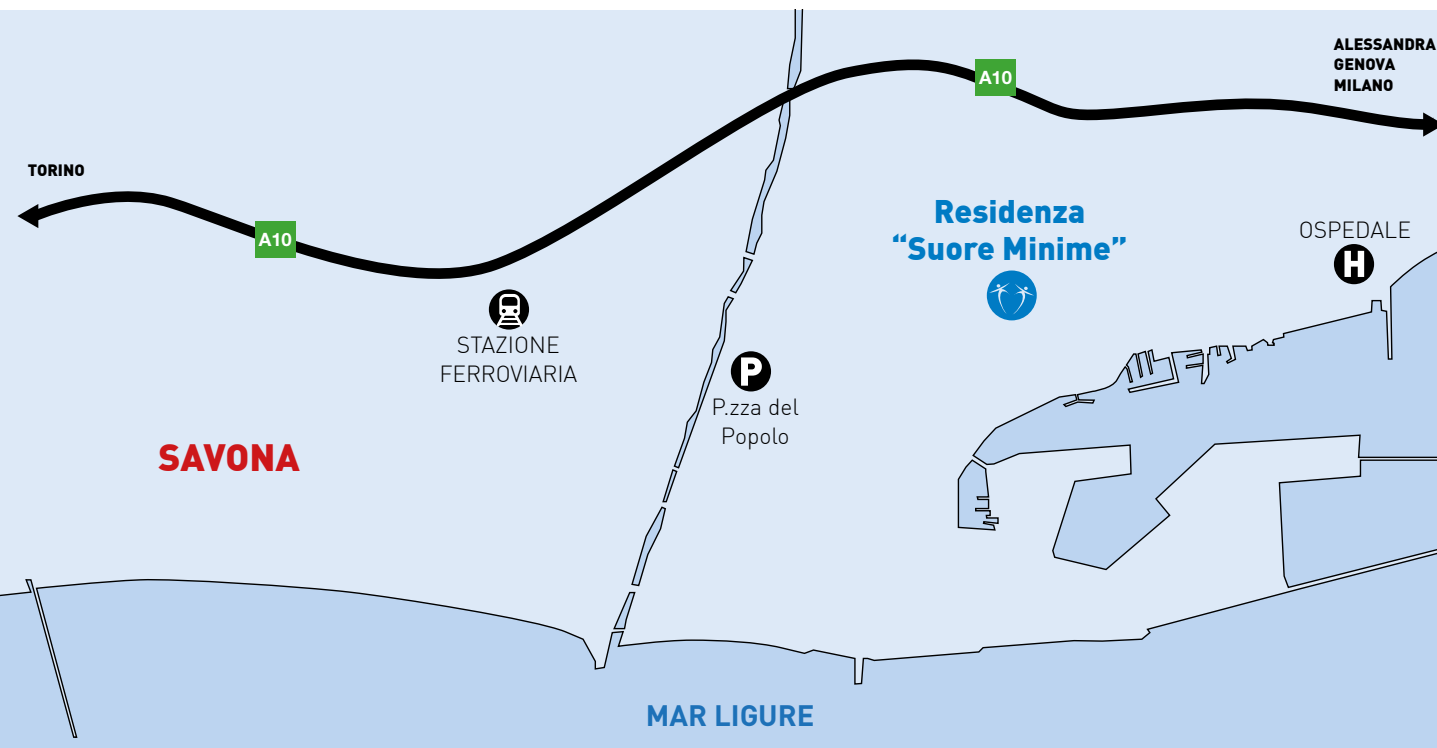 ALESSANDRA
GENOVA
MILANO
A10
TORINO
Residenza
“Suore Minime”
A10
OSPEDALE
H
STAZIONE
FERROVIARIA
P
P.zza del
Popolo
SAVONA
MAR LIGURE